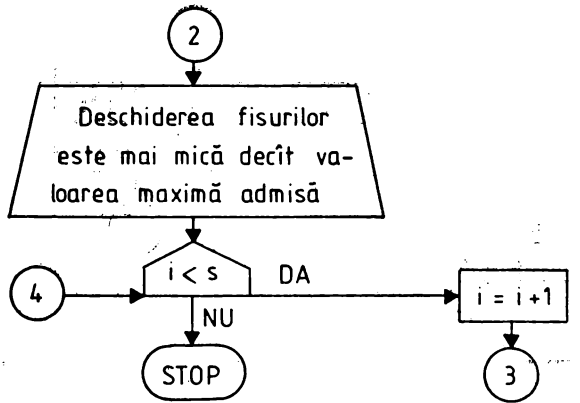 2
Deschiderea fisurilor
este mai mică decît va-
loarea maximă admisă
i < s
DA
4
i = i +1
NU
STOP
3